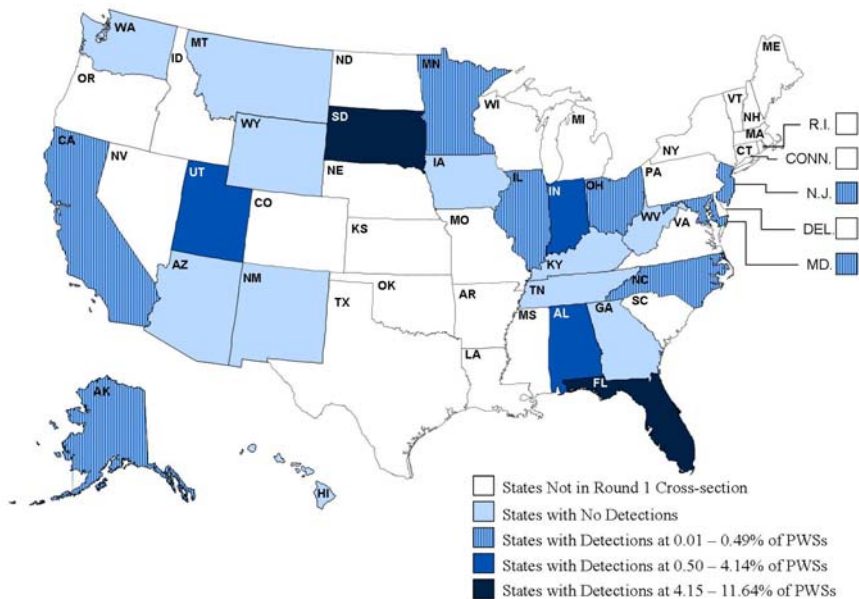 WA
MT
ND
MN
ME
ID
OR
VT
NH
WI
MI
R.I.
SD
MA
WY
NY
CT
CONN.
CA
NV
IA
PA
NE
IL
IN
OH
N.J.
UT
CO
WV
VA
DEL.
MO
KS
KY
MD.
AZ
NM
OK
TN
NC
TX
AR
SC
MS
AL
GA
LA
FL
AK
HI
States Not in Round 1 Cross-section
States with No Detections
States with Detections at 0.01 – 0.49% of PWSs
States with Detections at 0.50 – 4.14% of PWSs
States with Detections at 4.15 – 11.64% of PWSs